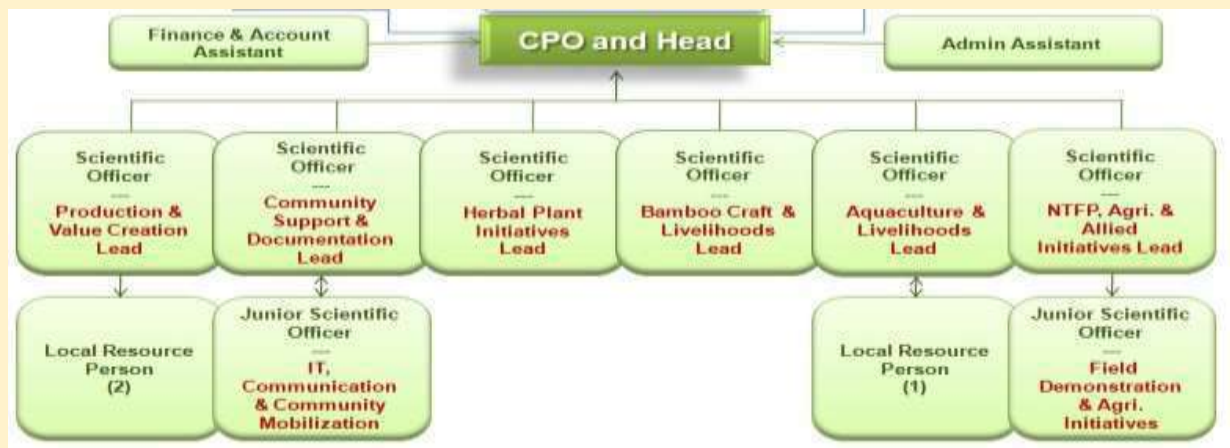 Finance & Account
Assistant
CPO and Head
Admin Assistant
Scientific
Officer
---
Production &
Value Creation
Lead
Scientific
Officer
---
Community
Support &
Documentation
Lead
Scientific
Officer
---
Herbal Plant
Initiatives
Lead
Scientific
Officer
---
Bamboo Craft &
Livelihoods
Lead
Scientific
Officer
---
Aquaculture &
Livelihoods
Lead
Scientific
Officer
---
NTFP, Agri. &
Allied
Initiatives Lead
Local Resource
Person
(2)
Junior Scientific
Officer
---
IT,
Communication
& Community
Mobilization
Local Resource
Person
(1)
Junior Scientific
Officer
---
Field
Demonstration
& Agri.
Initiatives